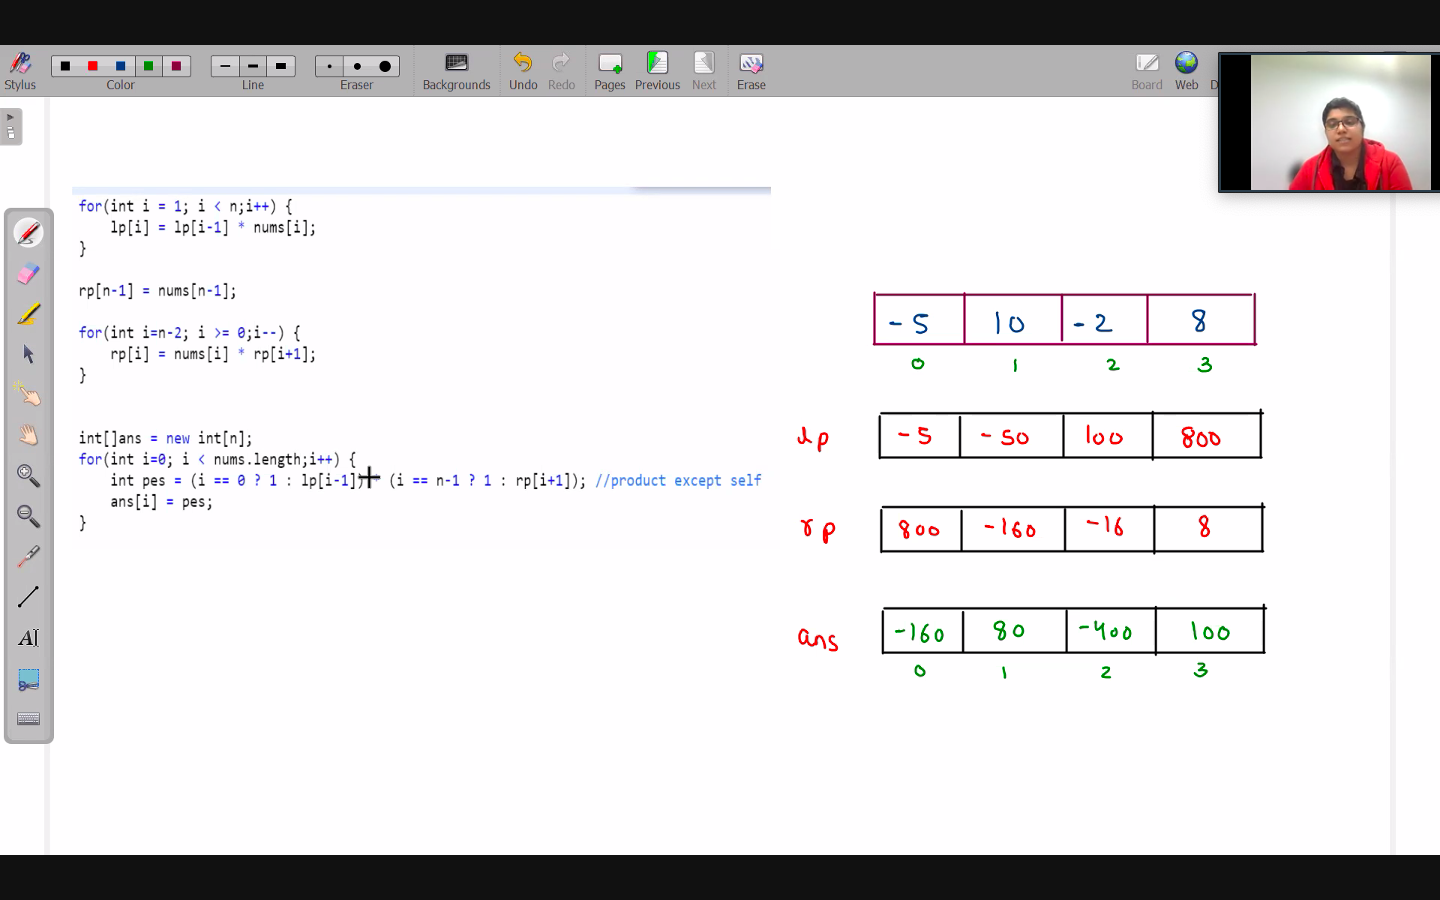 Stylus Color Line Eraser Backgrounds Undo Redo Pages Previous Next Erase Board Web
for(int i = 1; i < n;i++) {
lp[i] = lp[i-1] * nums[i];
}
rp[n-1] = nums[n-1];
for(int i=n-2; i >= 0;i--) {
rp[i] = nums[i] * rp[i+1];
}
int[]ans = new int[n];
for(int i=0; i < nums.length;i++) {
int pes = (i == 0 ? 1 : lp[i-1]) (i == n-1 ? 1 : rp[i+1]); //product except self
ans[i] = pes;
}
-5 10 -2 8
0 1 2 3
lp -5 -50 100 800
rp 800 -160 -16 8
ans -160 80 -400 100
0 1 2 3